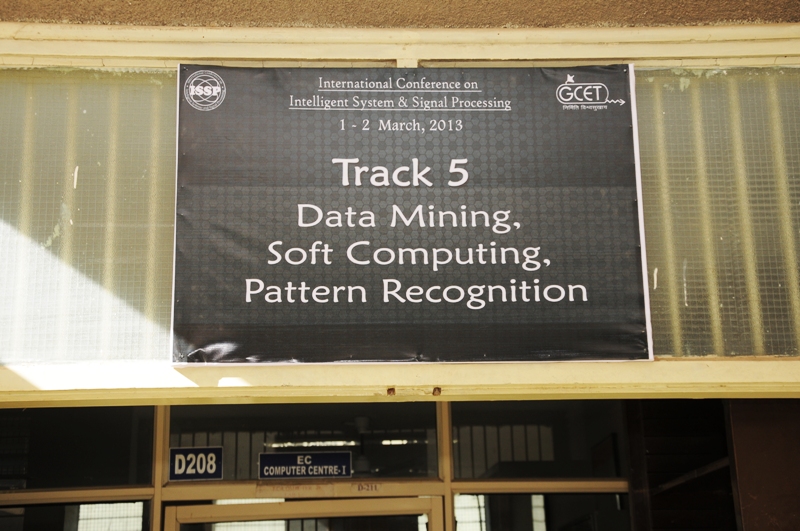 ISSP
International Conference on
Intelligent System & Signal Processing
1 - 2 March, 2013
GCET
Track 5
Data Mining,
Soft Computing,
Pattern Recognition
D208
EC
COMPUTER CENTRE-I
D-211